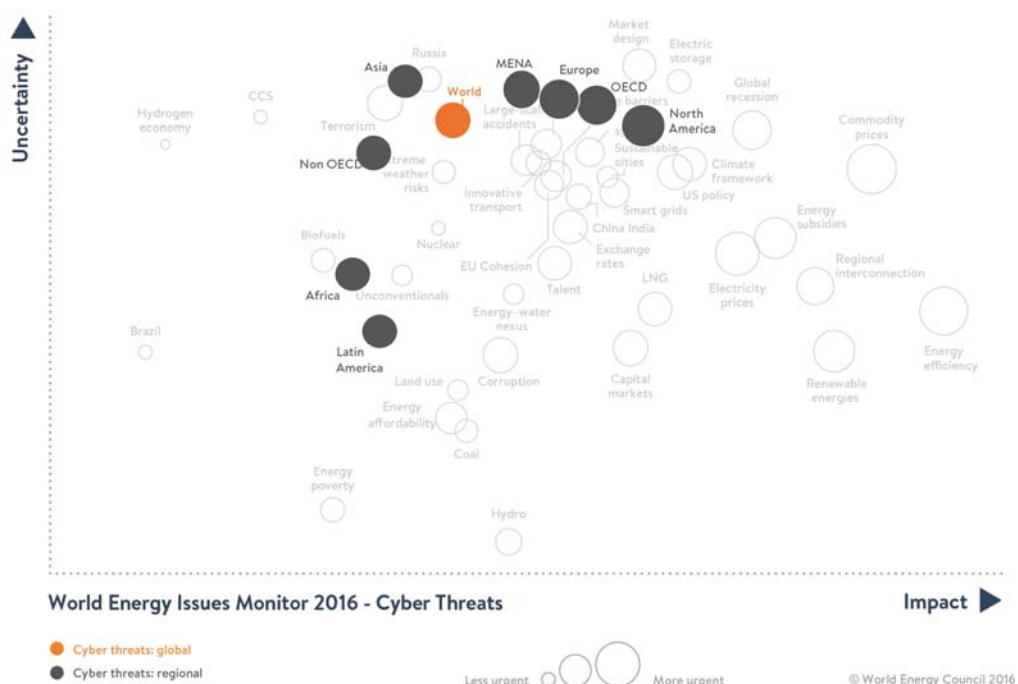 Uncertainty
Market
design
Electric
storage
Russia
Asia
MENA
Europe
World
OECD
barriers
Global
recession
CCS
Hydrogen
economy
Terrorism
Large-scale
accidents
North
America
Commodity
prices
Non OECD
weather
risks
Sustainable
cities
Climate
framework
US policy
Innovative
transport
Smart grids
China India
Energy
subsidies
Biofuels
Nuclear
Exchange
rates
EU Cohesion
Regional
interconnection
Africa
Unconventionals
Talent
LNG
Electricity
prices
Energy-water
nexus
Brazil
Latin
America
Land use
Corruption
Capital
markets
Renewable
energies
Energy
efficiency
Energy
affordability
Coal
Energy
poverty
Hydro
World Energy Issues Monitor 2016 - Cyber Threats
Impact
Cyber threats: global
Cyber threats: regional
Less urgent
More urgent
© World Energy Council 2016